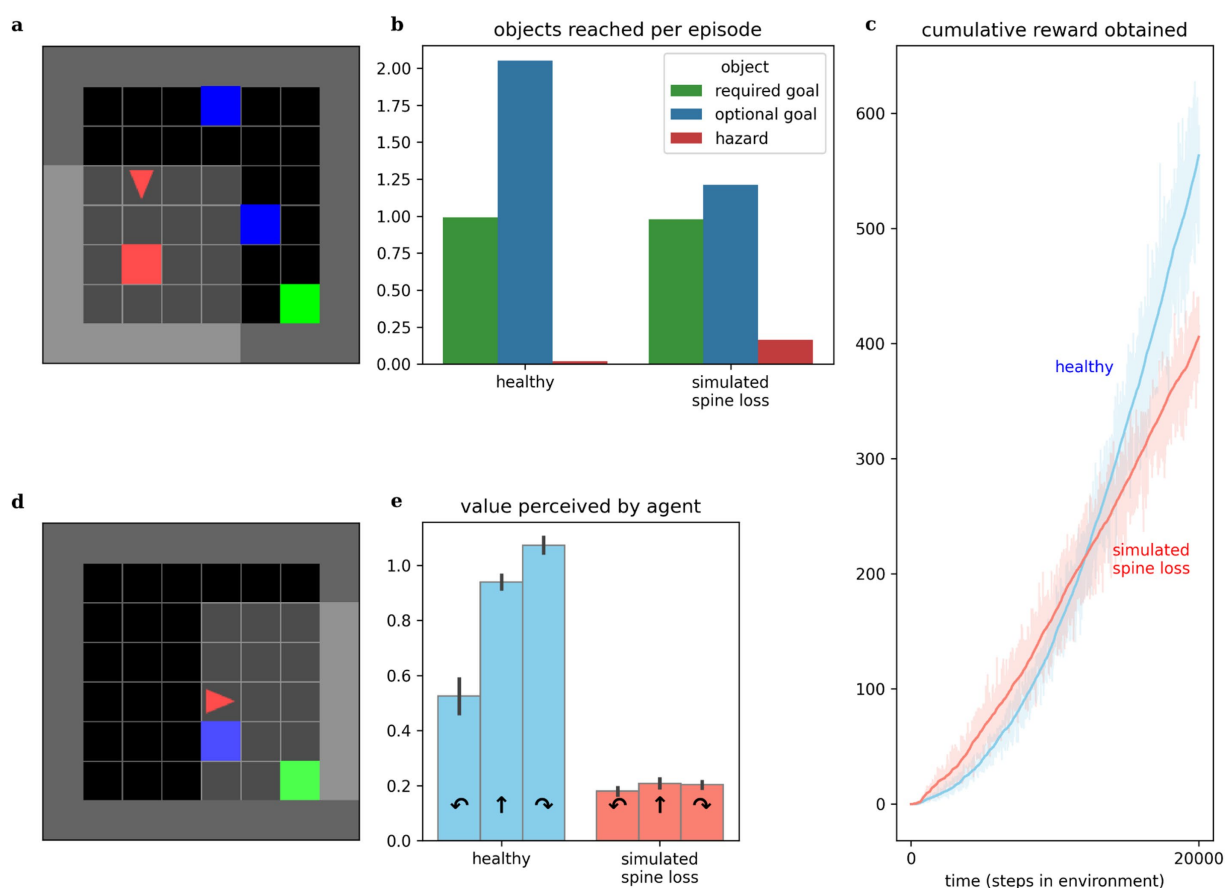 a
b
objects reached per episode
2.00
1.75
1.50
1.25
1.00
0.75
0.50
0.25
0.00
object
required goal
optional goal
hazard
healthy
simulated
spine loss
c
cumulative reward obtained
600
500
400
300
200
100
0
healthy
simulated
spine loss
0
20000
time (steps in environment)
d
e
value perceived by agent
1.0
0.8
0.6
0.4
0.2
0.0
↶ ↑ ↷
↶ ↑ ↷
healthy
simulated
spine loss